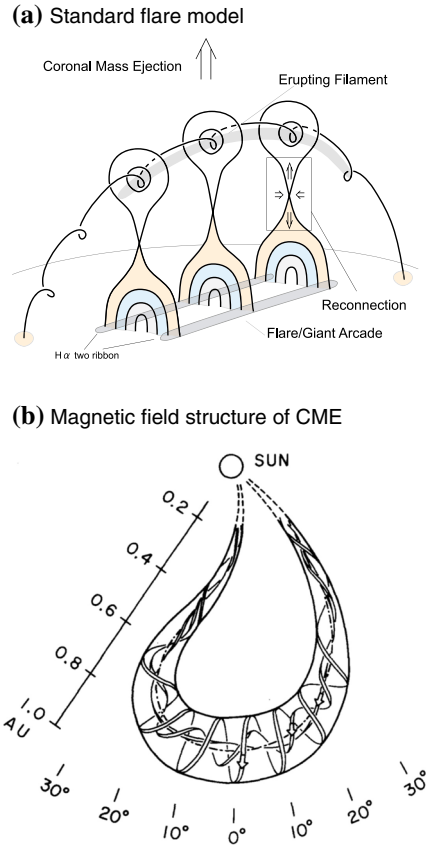 (a) Standard flare model
Coronal Mass Ejection
Erupting Filament
Reconnection
Flare/Giant Arcade
Hα two ribbon
(b) Magnetic field structure of CME
SUN
0.2
0.4
0.6
0.8
1.0
AU
30°
20°
10°
0°
10°
20°
30°